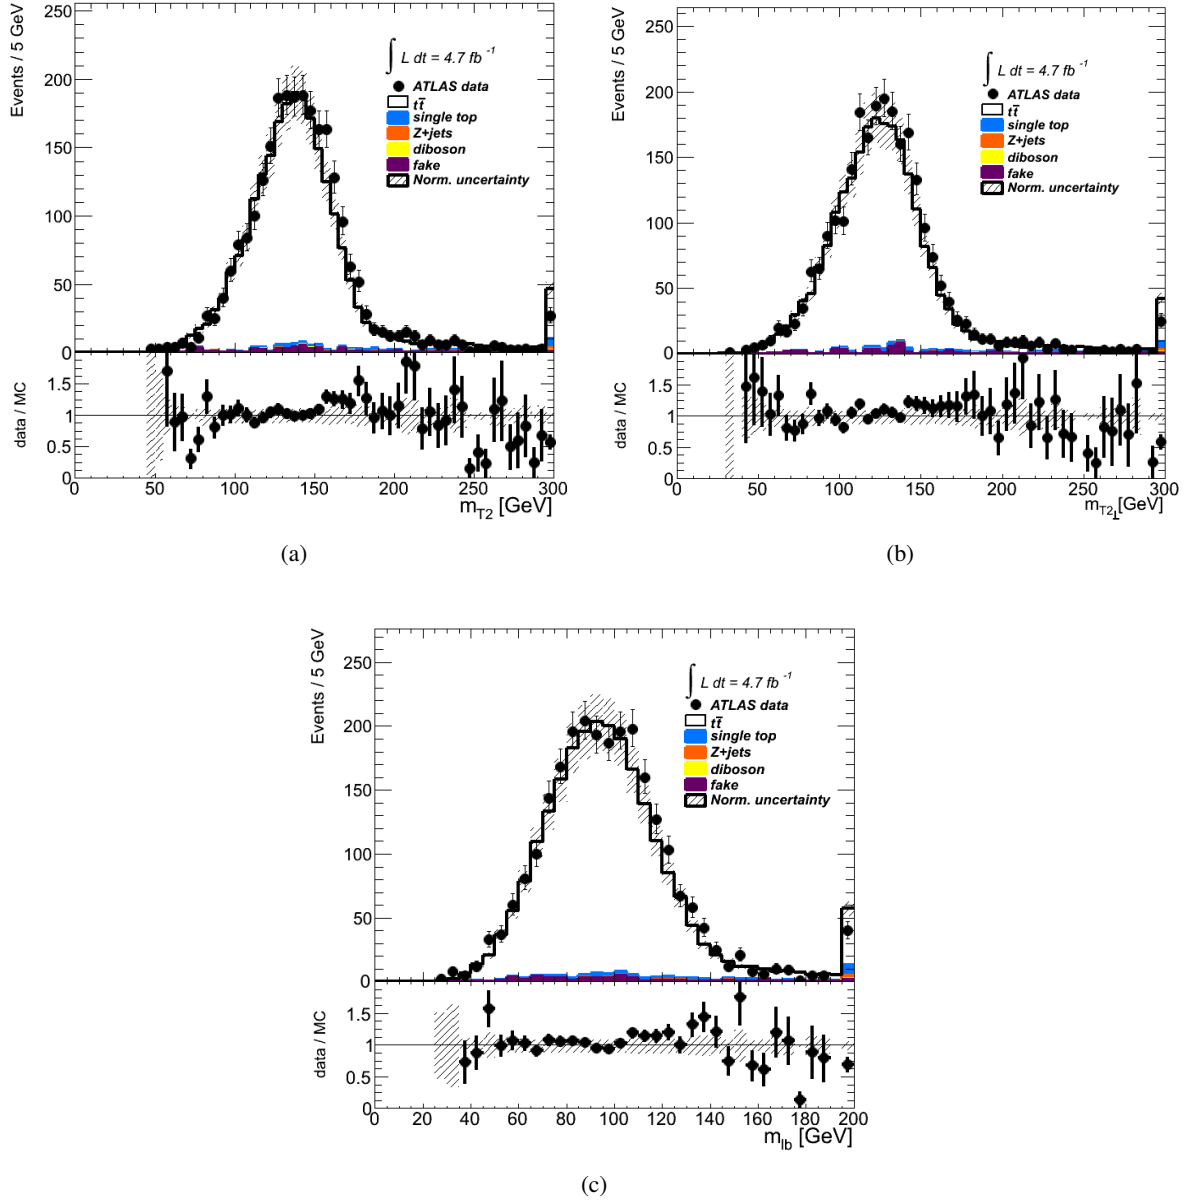 Events / 5 GeV
250
200
150
100
50
0
∫ L dt = 4.7 fb -1
ATLAS data
tt̅
single top
Z+jets
diboson
fake
Norm. uncertainty
data / MC
1.5
1
0.5
0
0 50 100 150 200 250 300
mT2 [GeV]
(a)
Events / 5 GeV
250
200
150
100
50
0
∫ L dt = 4.7 fb -1
ATLAS data
tt̅
single top
Z+jets
diboson
fake
Norm. uncertainty
data / MC
1.5
1
0.5
0
0 50 100 150 200 250 300
mT2⊥[GeV]
(b)
Events / 5 GeV
250
200
150
100
50
0
∫ L dt = 4.7 fb -1
ATLAS data
tt̅
single top
Z+jets
diboson
fake
Norm. uncertainty
data / MC
1.5
1
0.5
0
0 20 40 60 80 100 120 140 160 180 200
mlb [GeV]
(c)